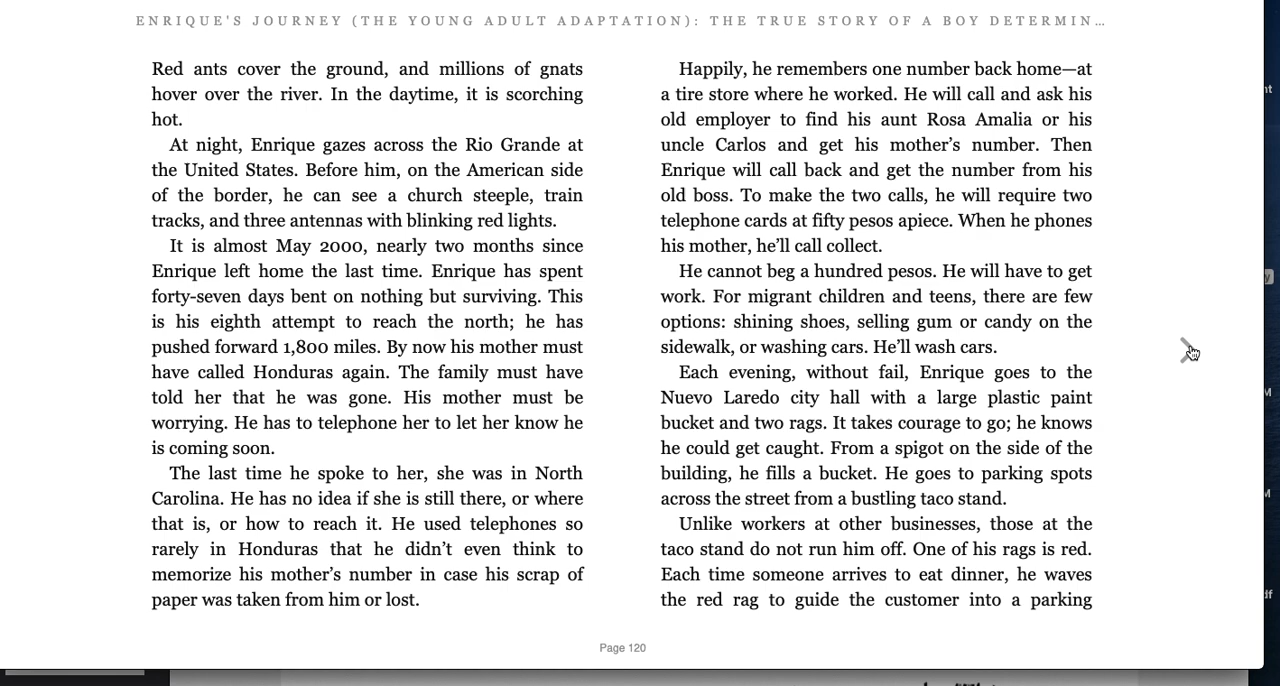 ENRIQUE'S JOURNEY (THE YOUNG ADULT ADAPTATION): THE TRUE STORY OF A BOY DETERMIN…
Red ants cover the ground, and millions of gnats
hover over the river. In the daytime, it is scorching
hot.
At night, Enrique gazes across the Rio Grande at
the United States. Before him, on the American side
of the border, he can see a church steeple, train
tracks, and three antennas with blinking red lights.
It is almost May 2000, nearly two months since
Enrique left home the last time. Enrique has spent
forty-seven days bent on nothing but surviving. This
is his eighth attempt to reach the north; he has
pushed forward 1,800 miles. By now his mother must
have called Honduras again. The family must have
told her that he was gone. His mother must be
worrying. He has to telephone her to let her know he
is coming soon.
The last time he spoke to her, she was in North
Carolina. He has no idea if she is still there, or where
that is, or how to reach it. He used telephones so
rarely in Honduras that he didn’t even think to
memorize his mother’s number in case his scrap of
paper was taken from him or lost.
Happily, he remembers one number back home—at
a tire store where he worked. He will call and ask his
old employer to find his aunt Rosa Amalia or his
uncle Carlos and get his mother’s number. Then
Enrique will call back and get the number from his
old boss. To make the two calls, he will require two
telephone cards at fifty pesos apiece. When he phones
his mother, he’ll call collect.
He cannot beg a hundred pesos. He will have to get
work. For migrant children and teens, there are few
options: shining shoes, selling gum or candy on the
sidewalk, or washing cars. He’ll wash cars.
Each evening, without fail, Enrique goes to the
Nuevo Laredo city hall with a large plastic paint
bucket and two rags. It takes courage to go; he knows
he could get caught. From a spigot on the side of the
building, he fills a bucket. He goes to parking spots
across the street from a bustling taco stand.
Unlike workers at other businesses, those at the
taco stand do not run him off. One of his rags is red.
Each time someone arrives to eat dinner, he waves
the red rag to guide the customer into a parking
Page 120